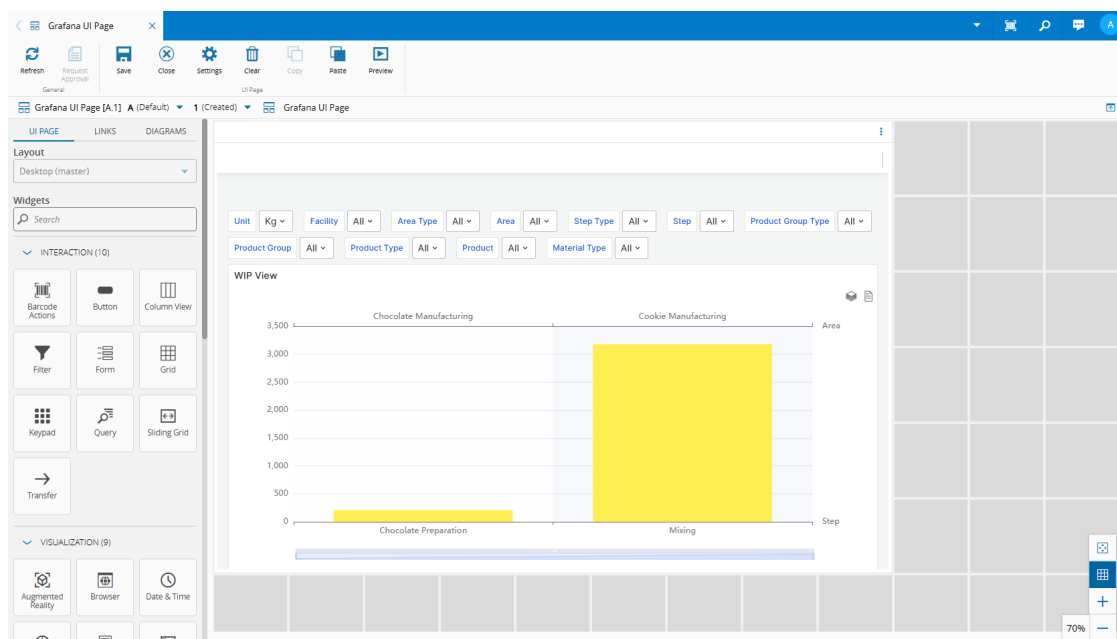 Grafana UI Page
A
Refresh
Request Approval
Save
Close
Settings
Clear
Copy
Paste
Preview
General
UI Page
Grafana UI Page [A.1] A (Default) 1 (Created) Grafana UI Page
UI PAGE LINKS DIAGRAMS
Layout
Desktop (master)
Widgets
Search
INTERACTION (10)
Barcode Actions
Button
Column View
Filter
Form
Grid
Keypad
Query
Sliding Grid
Transfer
VISUALIZATION (9)
Augmented Reality
Browser
Date & Time
Unit Kg Facility All Area Type All Area All Step Type All Step All Product Group Type All
Product Group All Product Type All Product All Material Type All
WIP View
Chocolate Manufacturing Cookie Manufacturing
3,500 Area
3,000
2,500
2,000
1,500
1,000
500
0 Step
Chocolate Preparation Mixing
70%